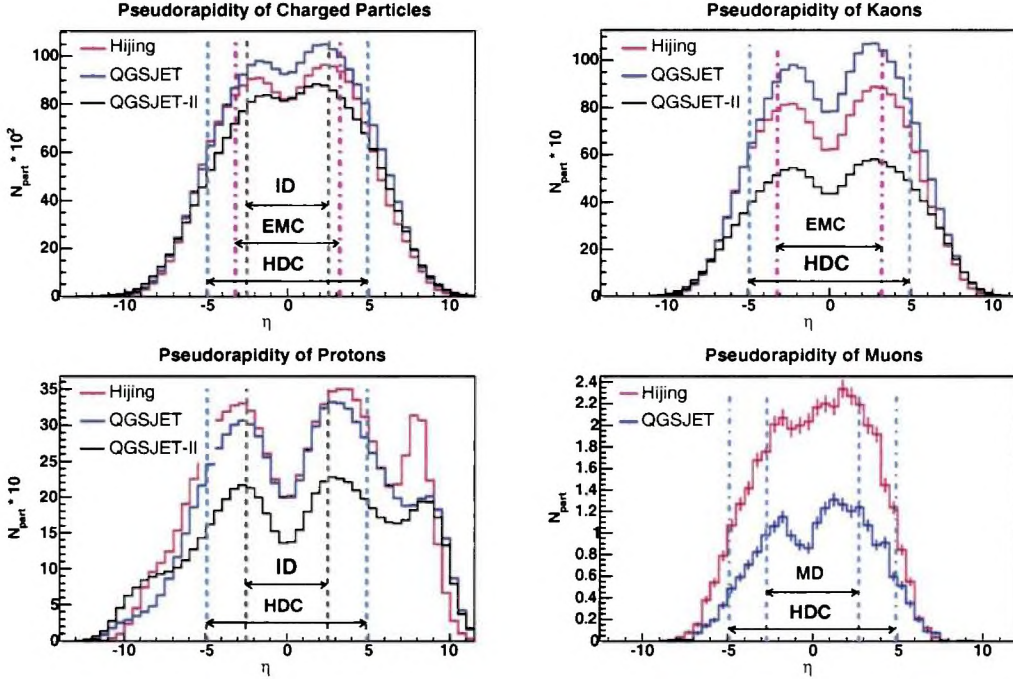 Pseudorapidity of Charged Particles
N_part * 10^2
100
80
60
40
20
0
Hijing
QGSJET
QGSJET-II
ID
EMC
HDC
-10 -5 0 5 10
η
Pseudorapidity of Kaons
N_part * 10
100
80
60
40
20
0
Hijing
QGSJET
QGSJET-II
EMC
HDC
-10 -5 0 5 10
η
Pseudorapidity of Protons
N_part * 10
35
30
25
20
15
10
5
0
Hijing
QGSJET
QGSJET-II
ID
HDC
-10 -5 0 5 10
η
Pseudorapidity of Muons
N_part
2.4
2.2
2
1.8
1.6
1.4
1.2
1
0.8
0.6
0.4
0.2
0
Hijing
QGSJET
MD
HDC
-10 -5 0 5 10
η